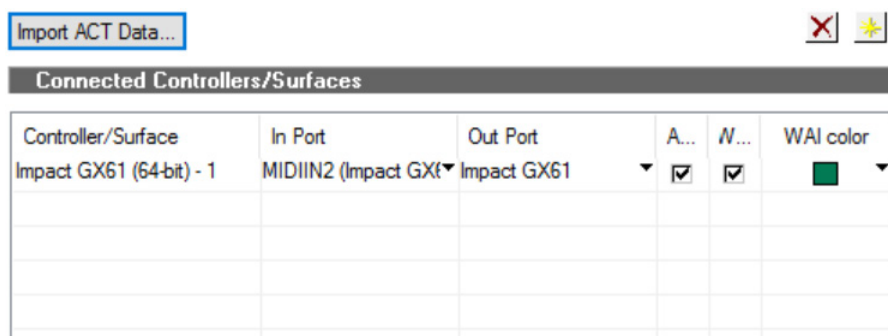 Import ACT Data...
Connected Controllers/Surfaces
Controller/Surface In Port Out Port A... W... WAI color
Impact GX61 (64-bit) - 1 MIDIIN2 (Impact GX6 Impact GX61